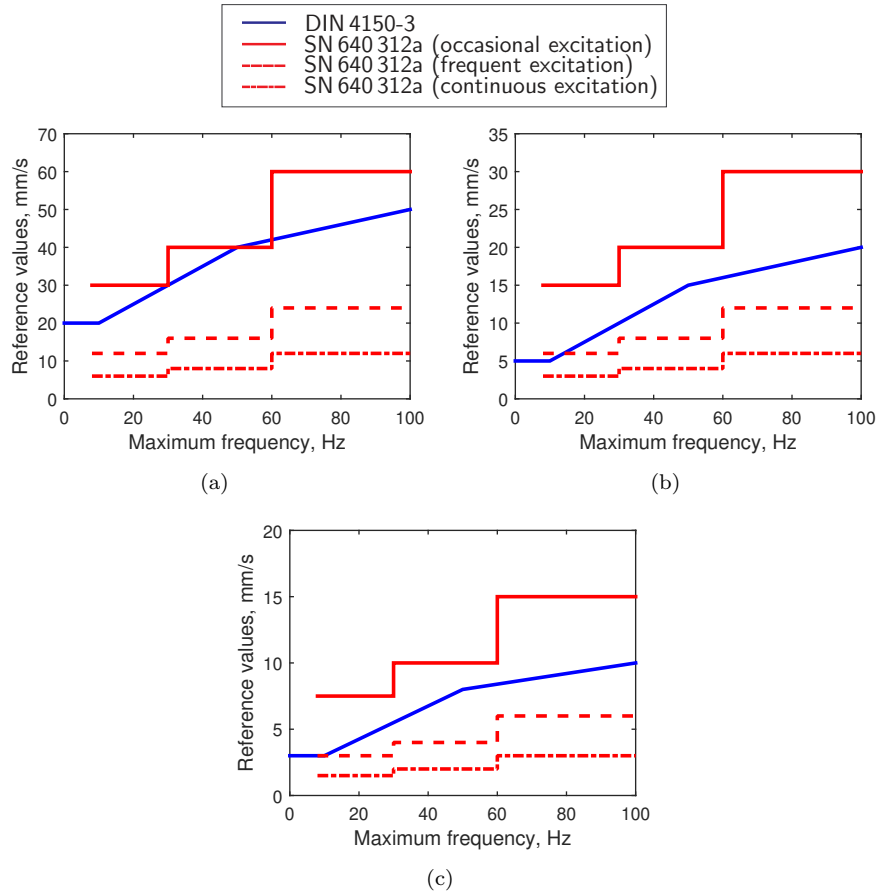 DIN 4150-3
SN 640 312a (occasional excitation)
SN 640 312a (frequent excitation)
SN 640 312a (continuous excitation)
70
60
50
40
30
20
10
0
Reference values, mm/s
0 20 40 60 80 100
Maximum frequency, Hz
(a)
35
30
25
20
15
10
5
0
Reference values, mm/s
0 20 40 60 80 100
Maximum frequency, Hz
(b)
20
15
10
5
0
Reference values, mm/s
0 20 40 60 80 100
Maximum frequency, Hz
(c)